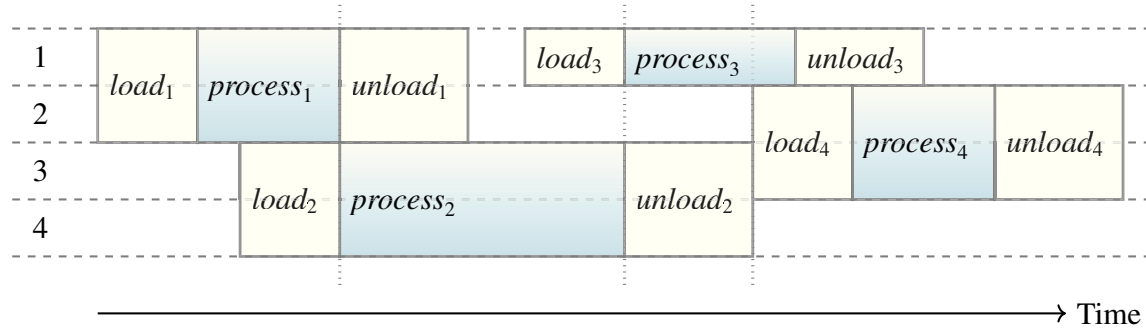 1 load₃ process₃ unload₃
load₁ process₁ unload₁
2
load₄ process₄ unload₄
3
load₂ process₂ unload₂
4
Time